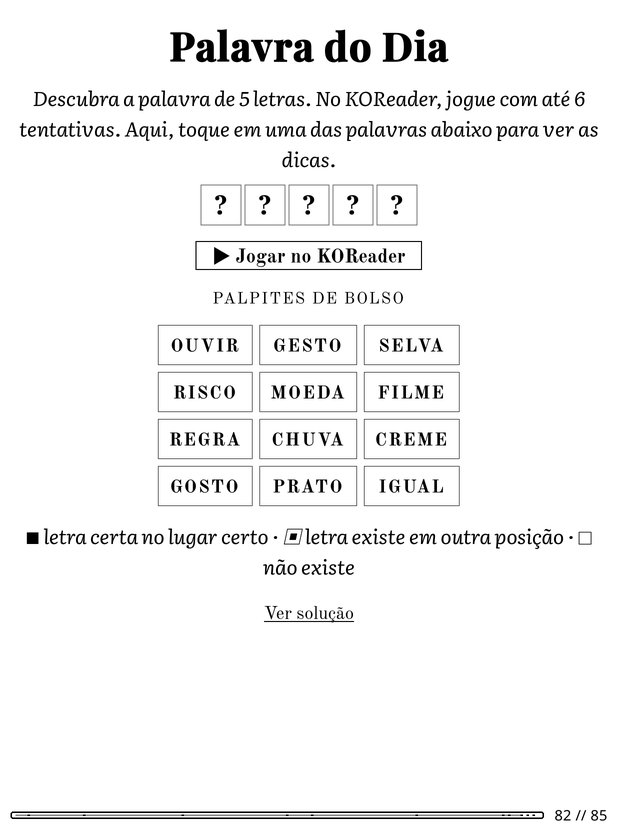 Palavra do Dia
Descubra a palavra de 5 letras. No KOReader, jogue com até 6
tentativas. Aqui, toque em uma das palavras abaixo para ver as
dicas.
? ? ? ? ?
▶ Jogar no KOReader
PALPITES DE BOLSO
OUVIR GESTO SELVA
RISCO MOEDA FILME
REGRA CHUVA CREME
GOSTO PRATO IGUAL
■ letra certa no lugar certo · ▣ letra existe em outra posição · □
não existe
Ver solução
82 // 85